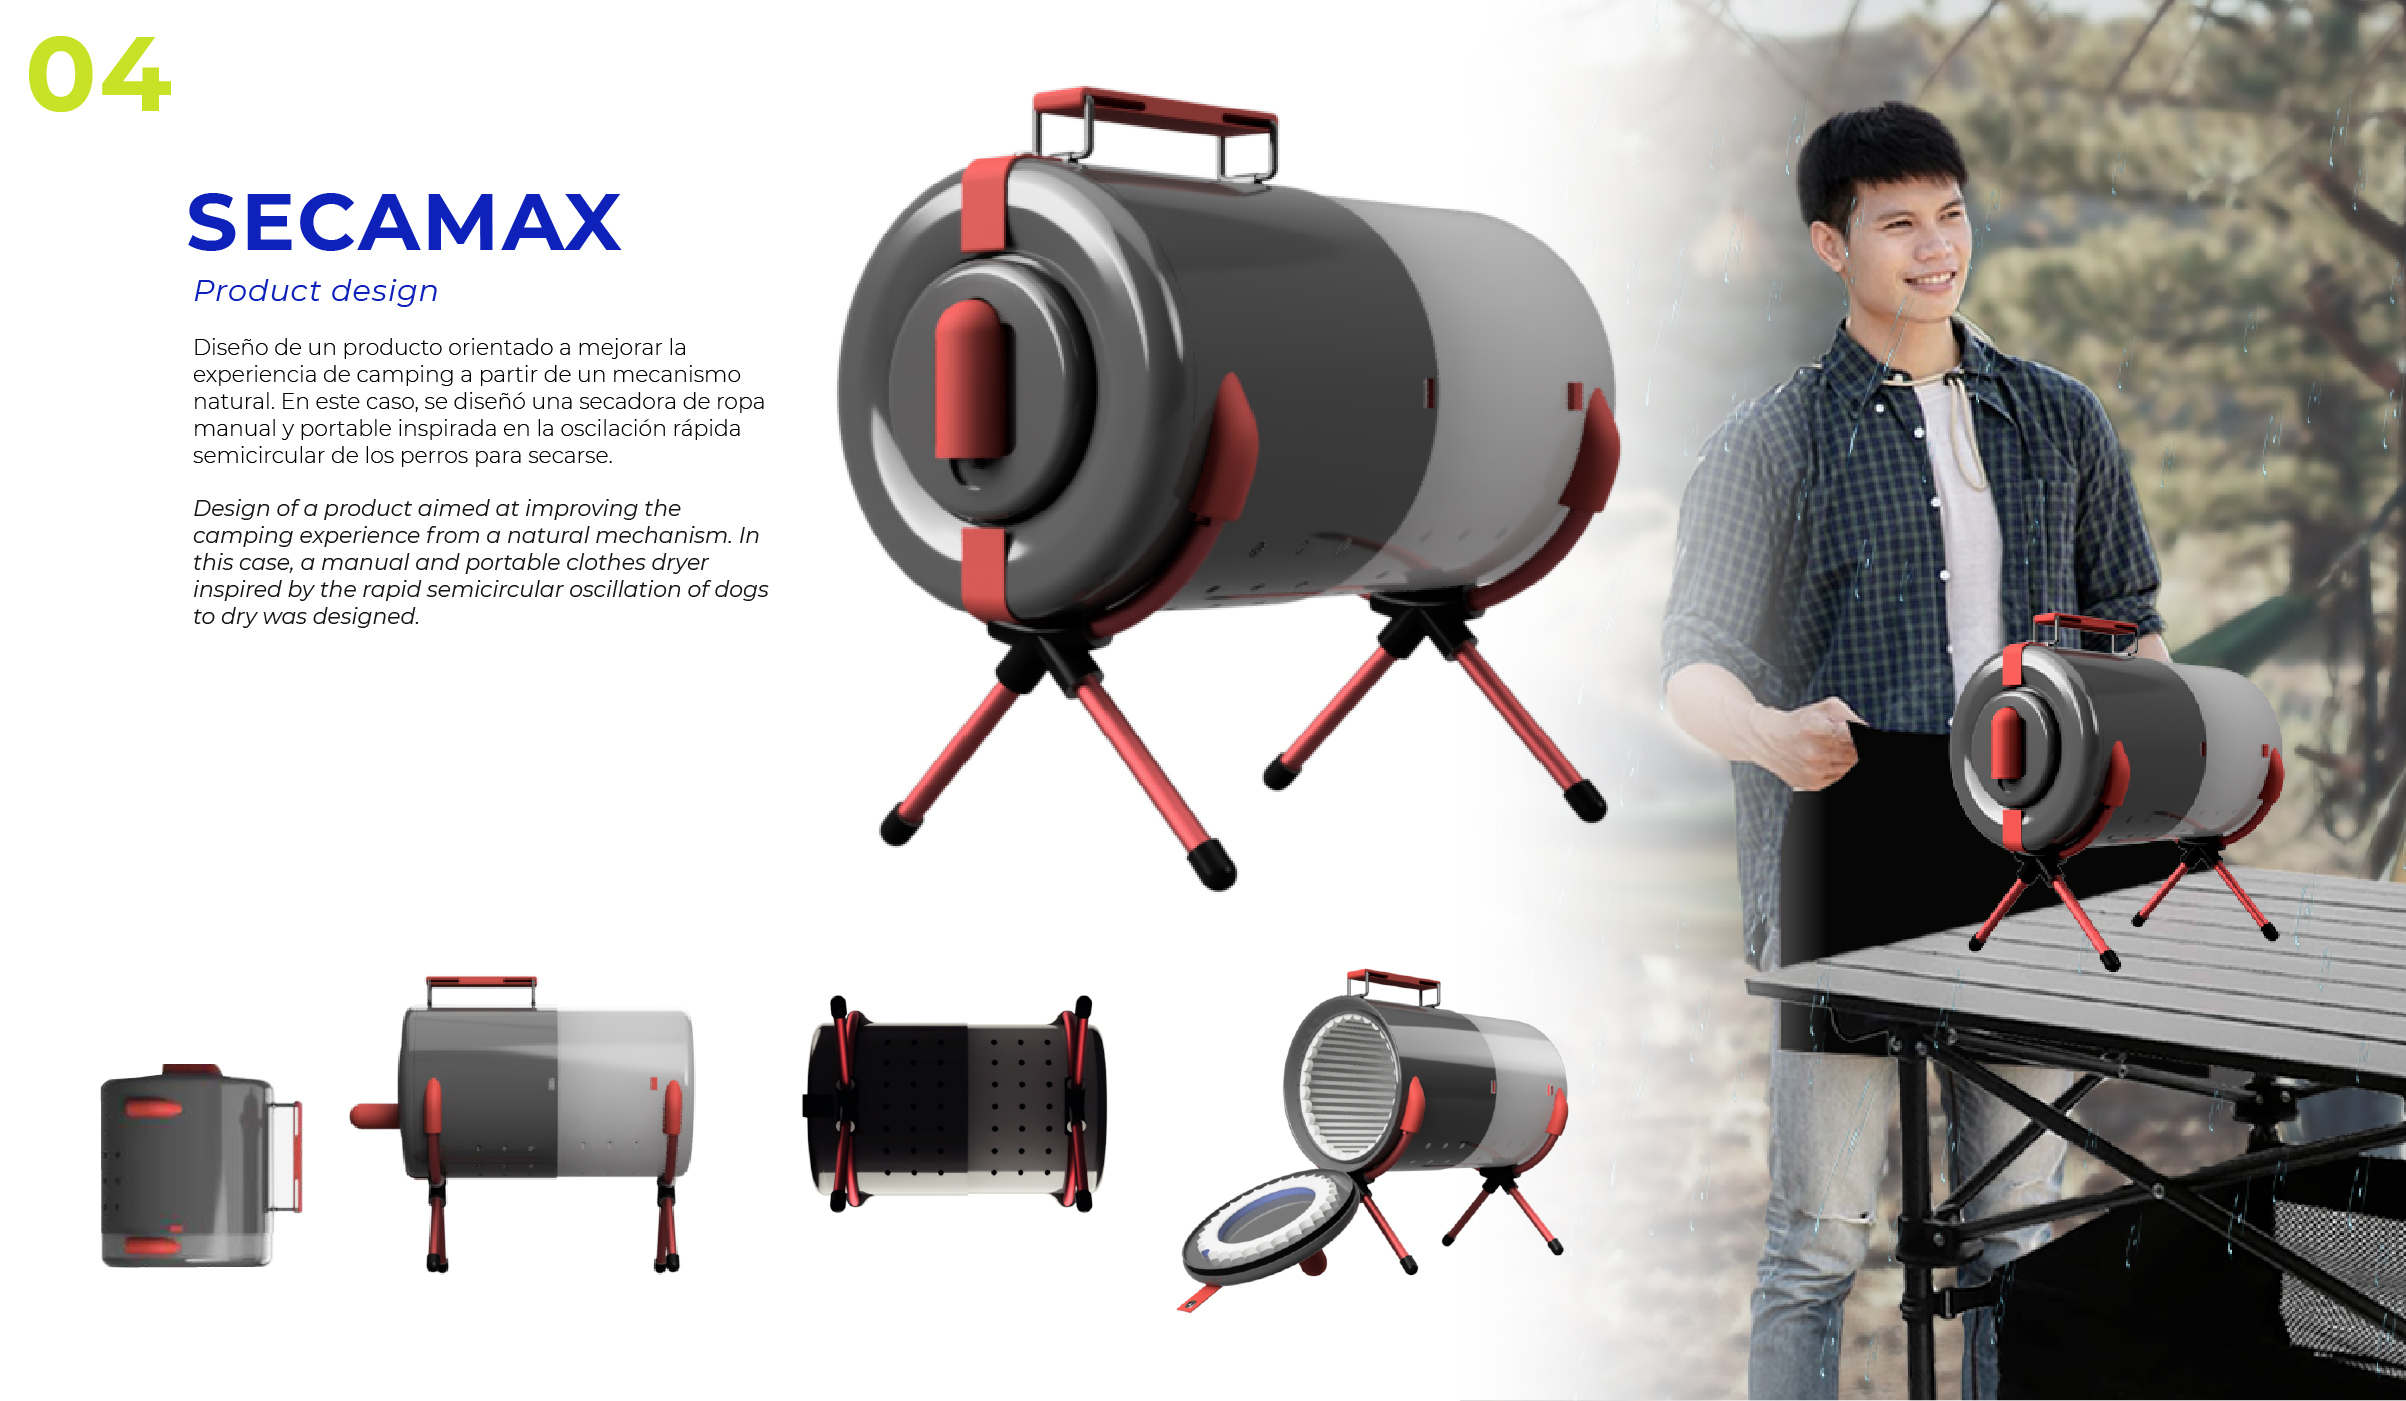 04
SECAMAX
Product design
Diseño de un producto orientado a mejorar la
experiencia de camping a partir de un mecanismo
natural. En este caso, se diseñó una secadora de ropa
manual y portable inspirada en la oscilación rápida
semicircular de los perros para secarse.
Design of a product aimed at improving the
camping experience from a natural mechanism. In
this case, a manual and portable clothes dryer
inspired by the rapid semicircular oscillation of dogs
to dry was designed.